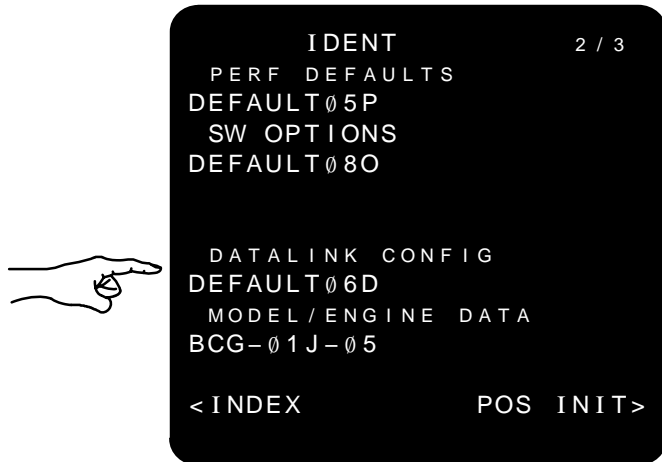 IDENT 2/3
PERF DEFAULTS
DEFAULTØ5P
SW OPTIONS
DEFAULTØ8O
DATALINK CONFIG
DEFAULTØ6D
MODEL/ENGINE DATA
BCG-Ø1J-Ø5
<INDEX POS INIT>